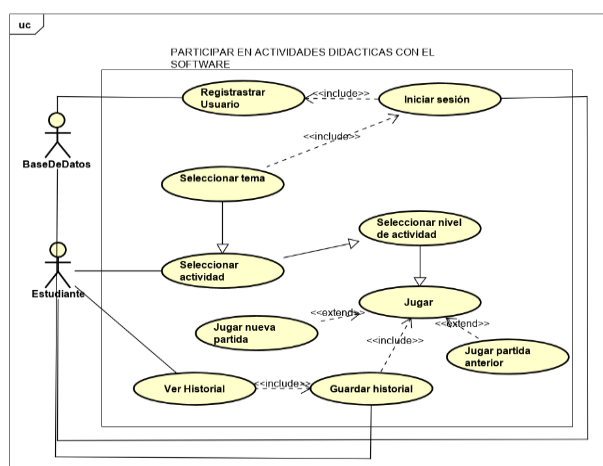 uc
PARTICIPAR EN ACTIVIDADES DIDACTICAS CON EL
SOFTWARE
Registrastrar
Usuario
<<include>>
Iniciar sesión
<<include>>
BaseDeDatos
Seleccionar tema
Seleccionar nivel
de actividad
Seleccionar
actividad
Estudiante
Jugar
<<extend>>
<<extend>>
Jugar nueva
partida
<<include>>
Jugar partida
anterior
Ver Historial
<<include>>
Guardar historial